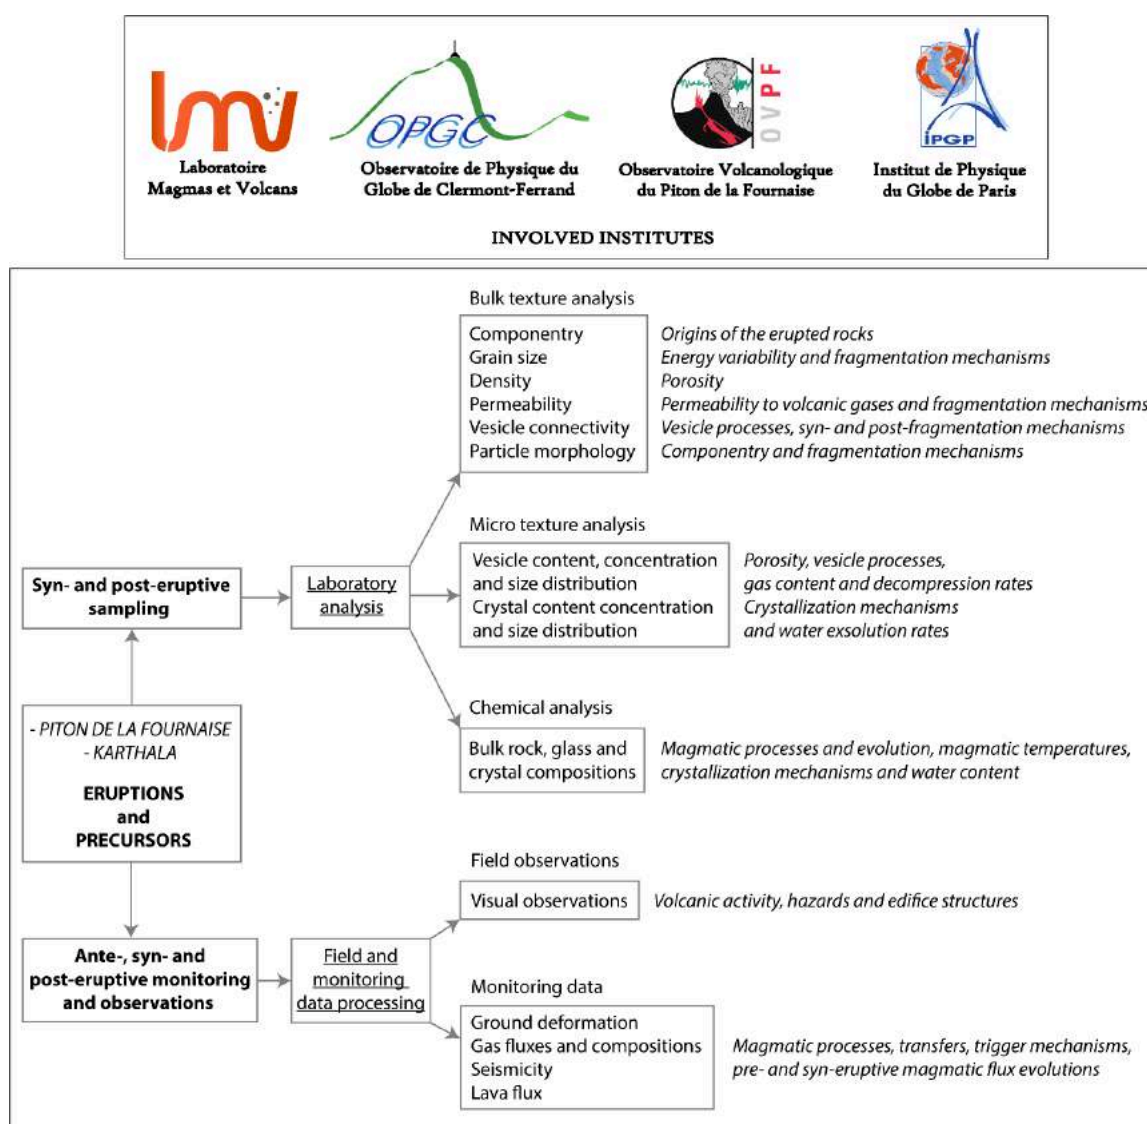 lmv
OPGC
OVPF
iPGP
Laboratoire
Magmas et Volcans
Observatoire de Physique du
Globe de Clermont-Ferrand
Observatoire Volcanologique
du Piton de la Fournaise
Institut de Physique
du Globe de Paris
INVOLVED INSTITUTES
Bulk texture analysis
Componentry Origins of the erupted rocks
Grain size Energy variability and fragmentation mechanisms
Density Porosity
Permeability Permeability to volcanic gases and fragmentation mechanisms
Vesicle connectivity Vesicle processes, syn- and post-fragmentation mechanisms
Particle morphology Componentry and fragmentation mechanisms
Micro texture analysis
Vesicle content, concentration Porosity, vesicle processes,
and size distribution gas content and decompression rates
Crystal content concentration Crystallization mechanisms
and size distribution and water exsolution rates
Syn- and post-eruptive
sampling
Laboratory
analysis
Chemical analysis
Bulk rock, glass and Magmatic processes and evolution, magmatic temperatures,
crystal compositions crystallization mechanisms and water content
- PITON DE LA FOURNAISE
- KARTHALA
ERUPTIONS
and
PRECURSORS
Field observations
Visual observations Volcanic activity, hazards and edifice structures
Ante-, syn- and
post-eruptive monitoring
and observations
Field and
monitoring
data processing
Monitoring data
Ground deformation
Gas fluxes and compositions Magmatic processes, transfers, trigger mechanisms,
Seismicity pre- and syn-eruptive magmatic flux evolutions
Lava flux